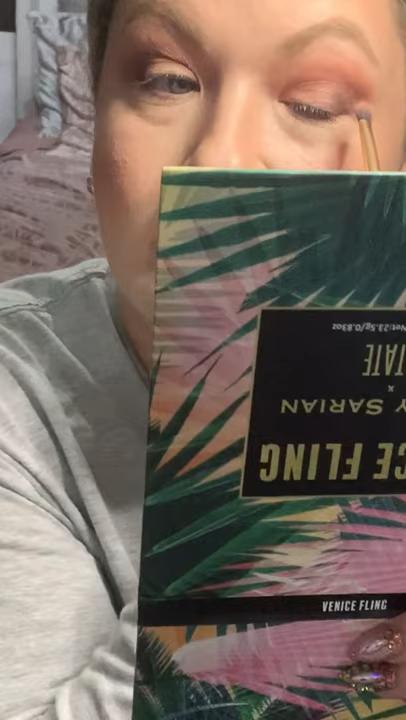 CE FLING
Y SARIAN
x
TATE
Net:23.5g/0.83oz
VENICE FLING